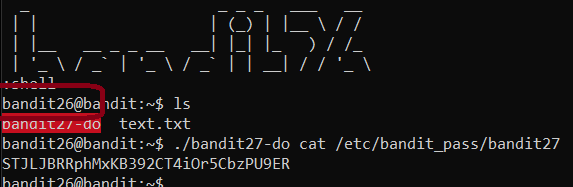 :shell
bandit26@bandit:~$ ls
bandit27-do  text.txt
bandit26@bandit:~$ ./bandit27-do cat /etc/bandit_pass/bandit27
STJLJBRRphMxKB392CT4iOr5CbzPU9ER
bandit26@bandit:~$